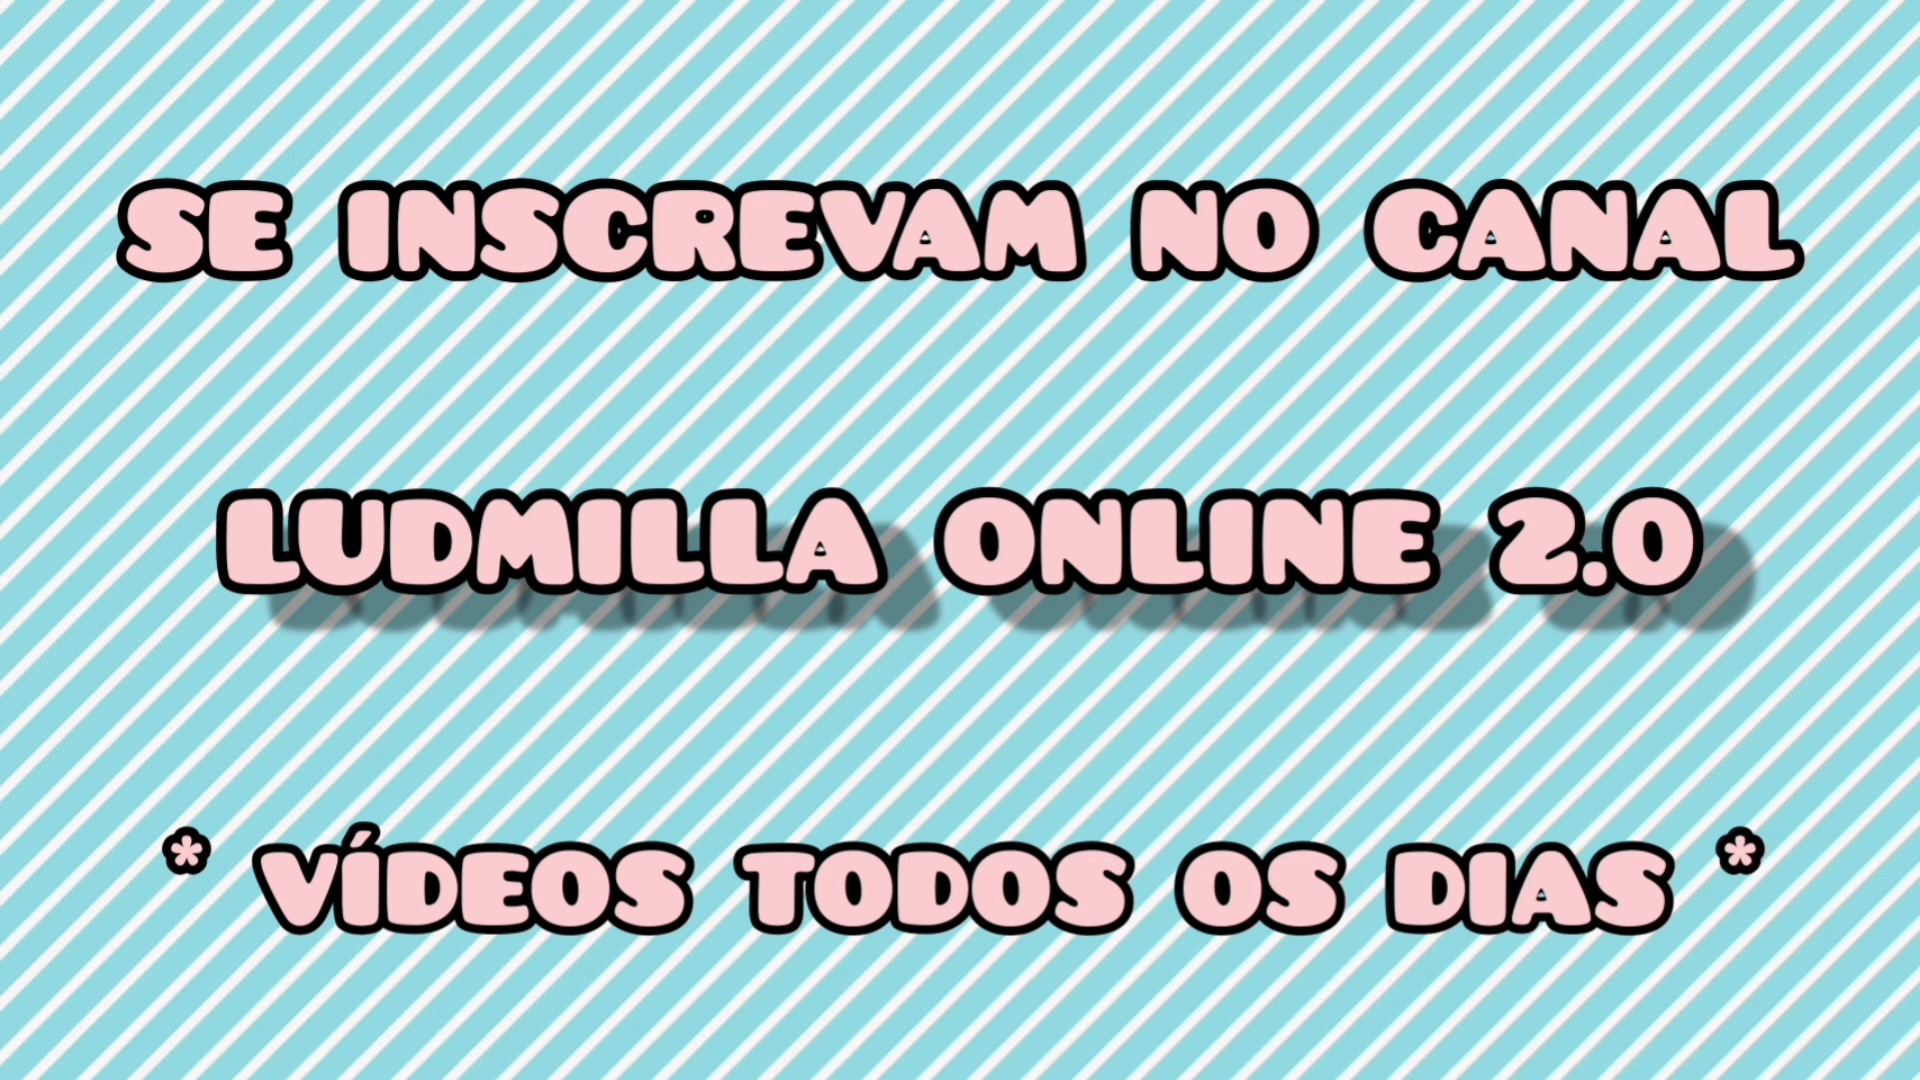 SE INSCREVAM NO CANAL
LUDMILLA ONLINE 2.0
* VÍDEOS TODOS OS DIAS *